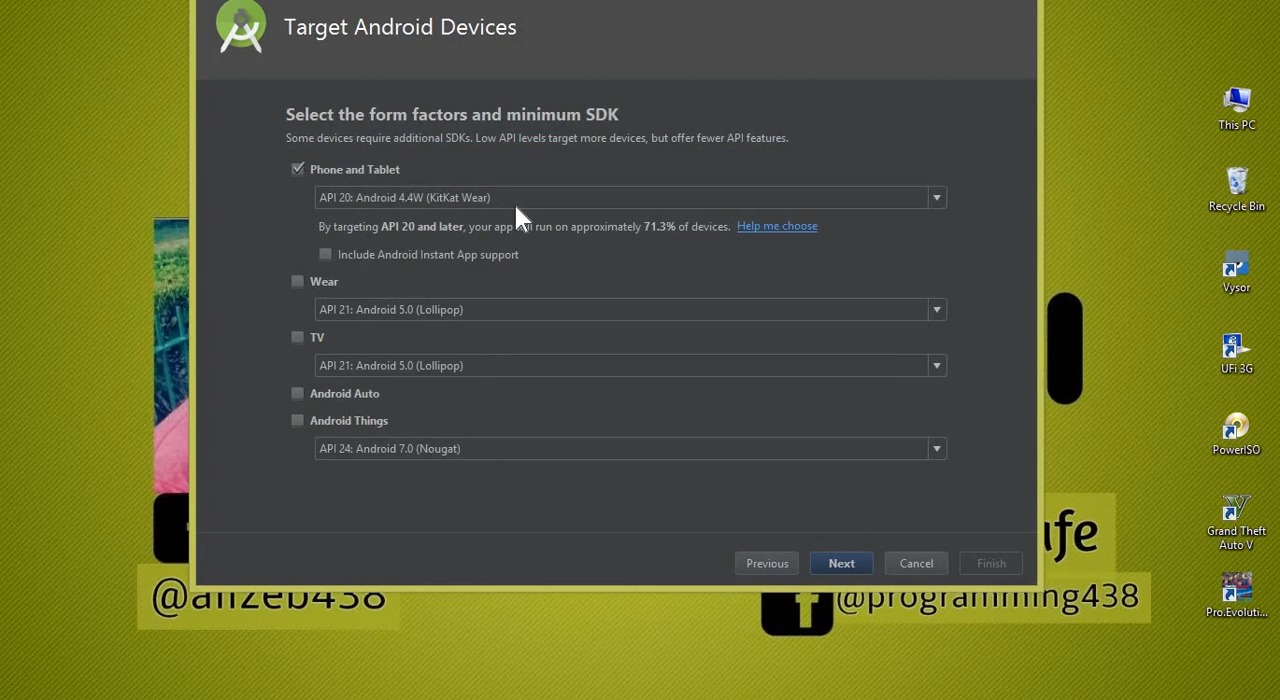 Target Android Devices
Select the form factors and minimum SDK
Some devices require additional SDKs. Low API levels target more devices, but offer fewer API features.
Phone and Tablet
API 20: Android 4.4W (KitKat Wear)
By targeting API 20 and later, your app will run on approximately 71.3% of devices. Help me choose
Include Android Instant App support
Wear
API 21: Android 5.0 (Lollipop)
TV
API 21: Android 5.0 (Lollipop)
Android Auto
Android Things
API 24: Android 7.0 (Nougat)
Previous
Next
Cancel
Finish
@alizeb438
f @programming438
This PC
Recycle Bin
Vysor
UFi 3G
PowerISO
Grand Theft
Auto V
Pro.Evoluti...